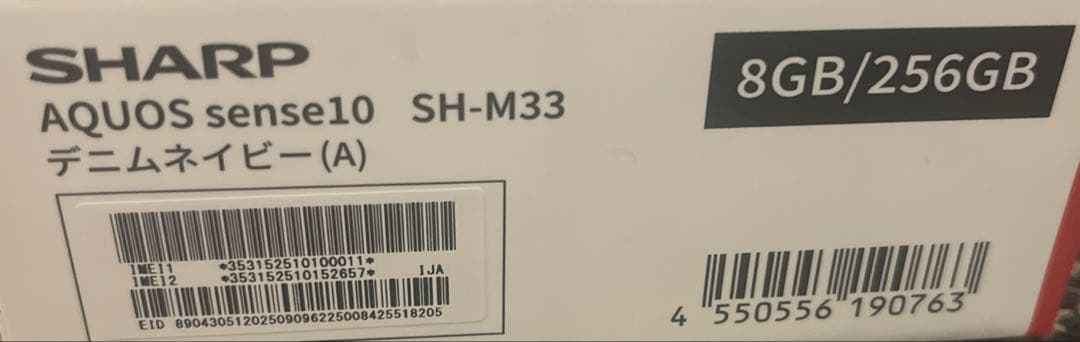 SHARP
AQUOS sense10 SH-M33
デニムネイビー(A)
8GB/256GB
IMEI1 *353152510100011*
IMEI2 *353152510152657* IJA
EID 89043051202509096225008425518205
4 550556 190763